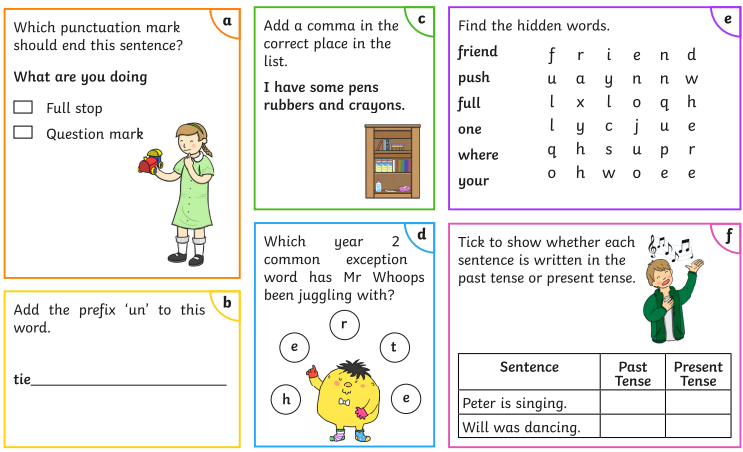 a
Which punctuation mark
should end this sentence?
What are you doing
Full stop
Question mark
b
Add the prefix ‘un’ to this
word.
tie
c
Add a comma in the
correct place in the
list.
I have some pens
rubbers and crayons.
d
Which year 2
common exception
word has Mr Whoops
been juggling with?
r
e t
h e
e
Find the hidden words.
friend
push
full
one
where
your
f r i e n d
u a y n n w
l x l o q h
l y c j u e
q h s u p r
o h w o e e
f
Tick to show whether each
sentence is written in the
past tense or present tense.
Sentence Past Tense Present Tense
Peter is singing.
Will was dancing.